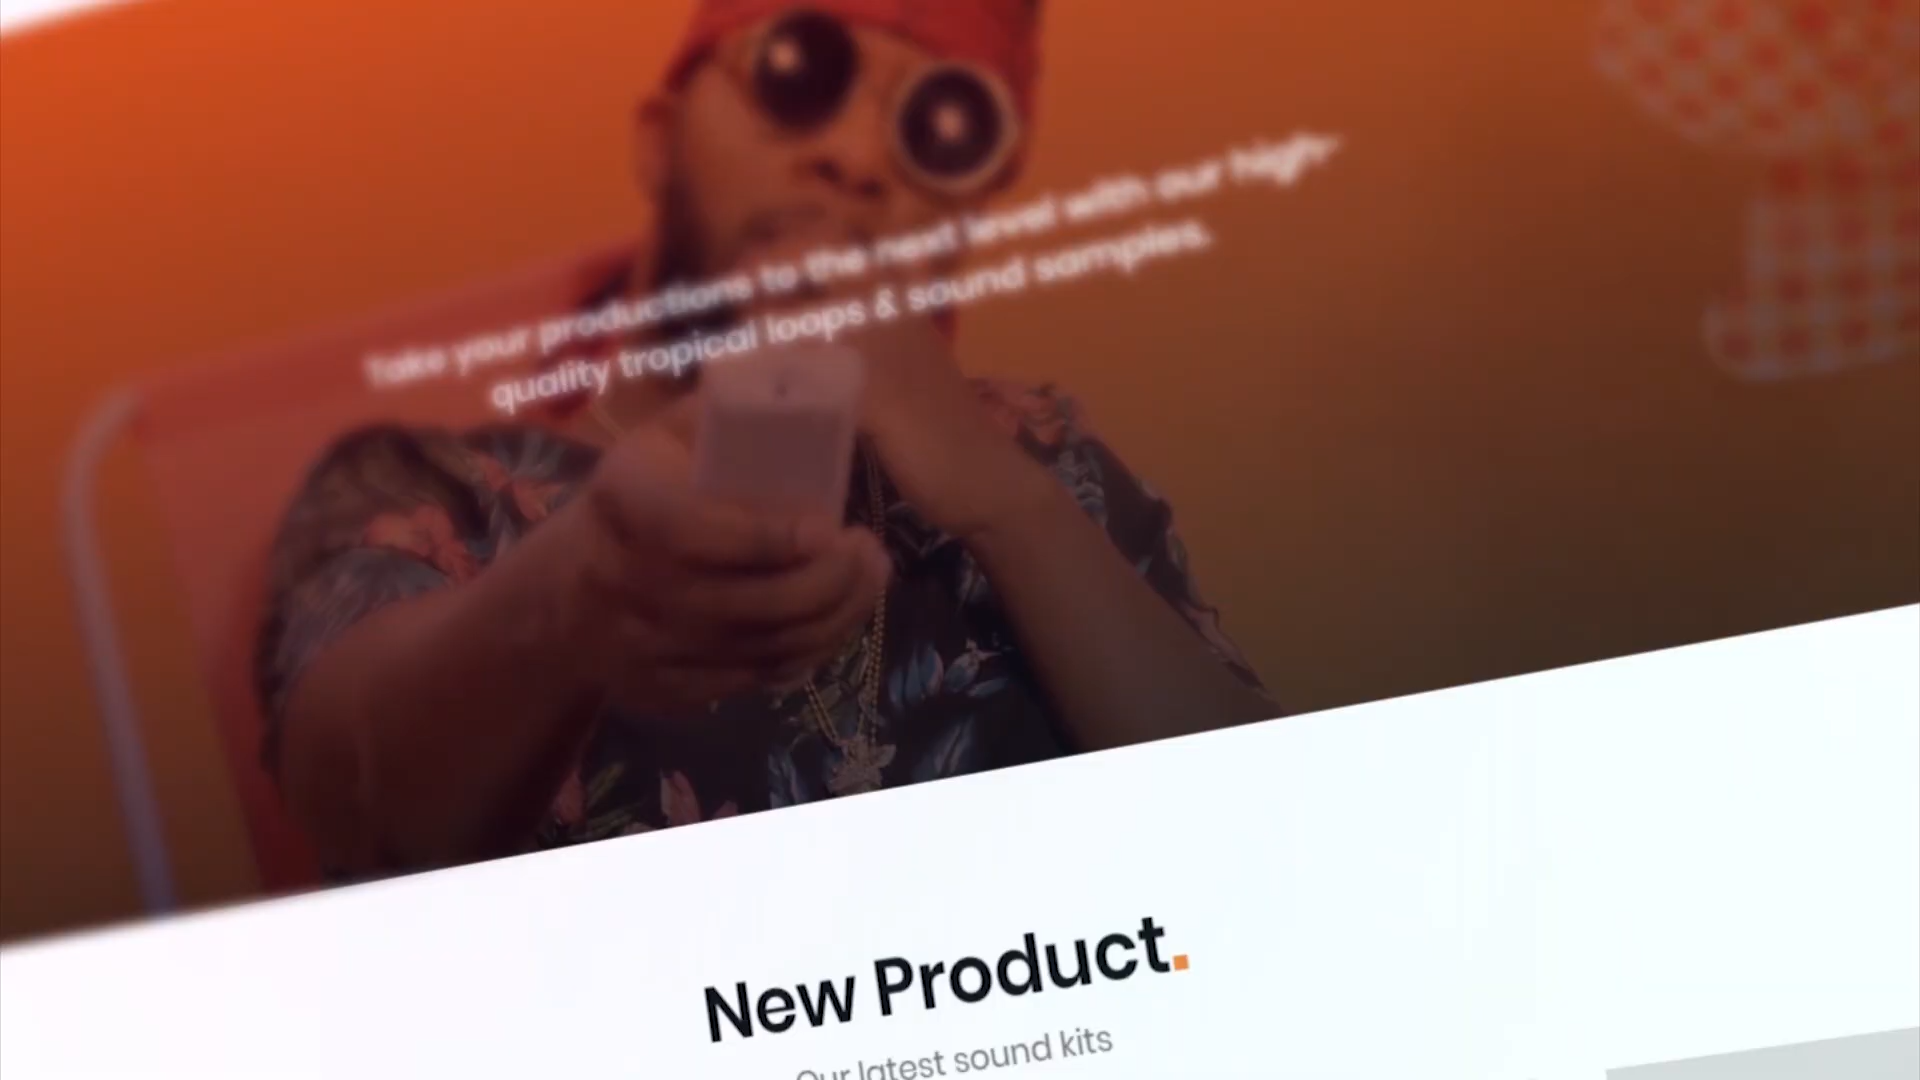 Take your productions to the next level with our high-
quality tropical loops & sound samples.
New Product.
Our latest sound kits